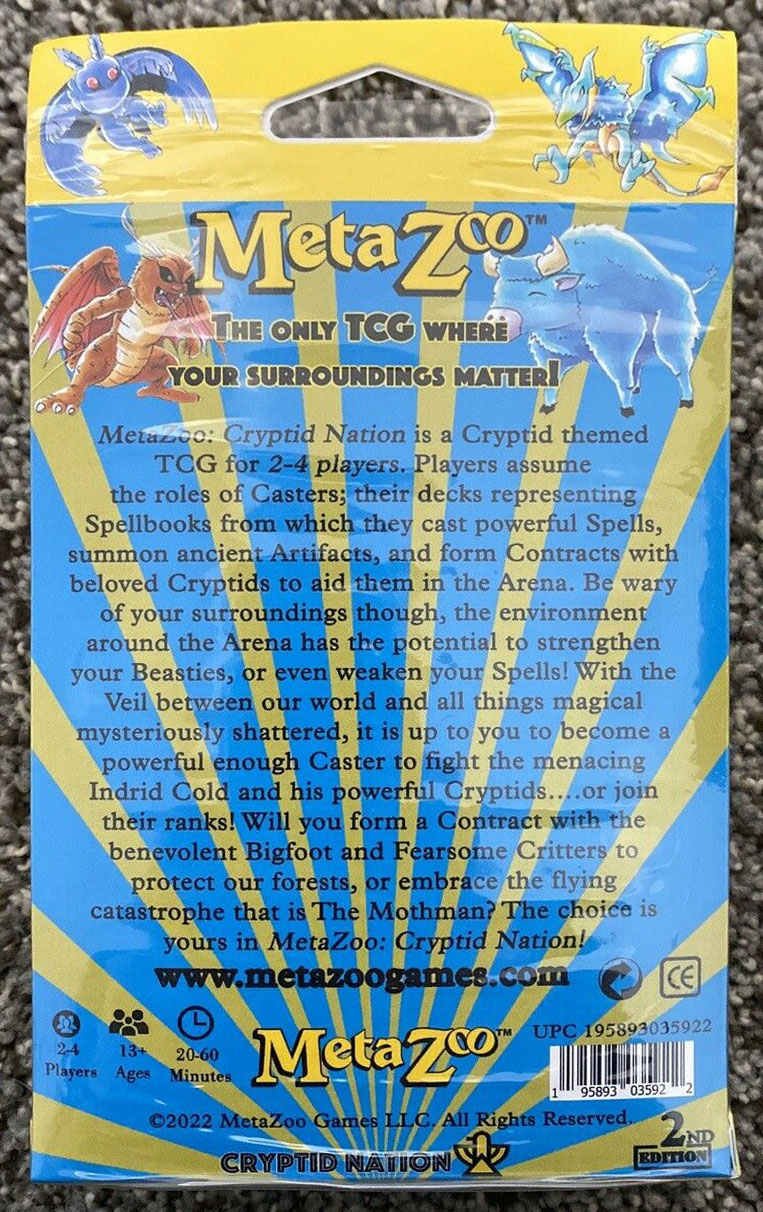 MetaZoo™
The only TCG where
your surroundings matter!
MetaZoo: Cryptid Nation is a Cryptid themed
TCG for 2-4 players. Players assume
the roles of Casters; their decks representing
Spellbooks from which they cast powerful Spells,
summon ancient Artifacts, and form Contracts with
beloved Cryptids to aid them in the Arena. Be wary
of your surroundings though, the environment
around the Arena has the potential to strengthen
your Beasties, or even weaken your Spells! With the
Veil between our world and all things magical
mysteriously shattered, it is up to you to become a
powerful enough Caster to fight the menacing
Indrid Cold and his powerful Cryptids....or join
their ranks! Will you form a Contract with the
benevolent Bigfoot and Fearsome Critters to
protect our forests, or embrace the flying
catastrophe that is The Mothman? The choice is
yours in MetaZoo: Cryptid Nation!
www.metazoogames.com CE
2-4 Players
13+ Ages
20-60 Minutes
MetaZoo™
UPC 195893035922
1 95893 03592 2
©2022 MetaZoo Games LLC. All Rights Reserved.
CRYPTID NATION
2ND EDITION